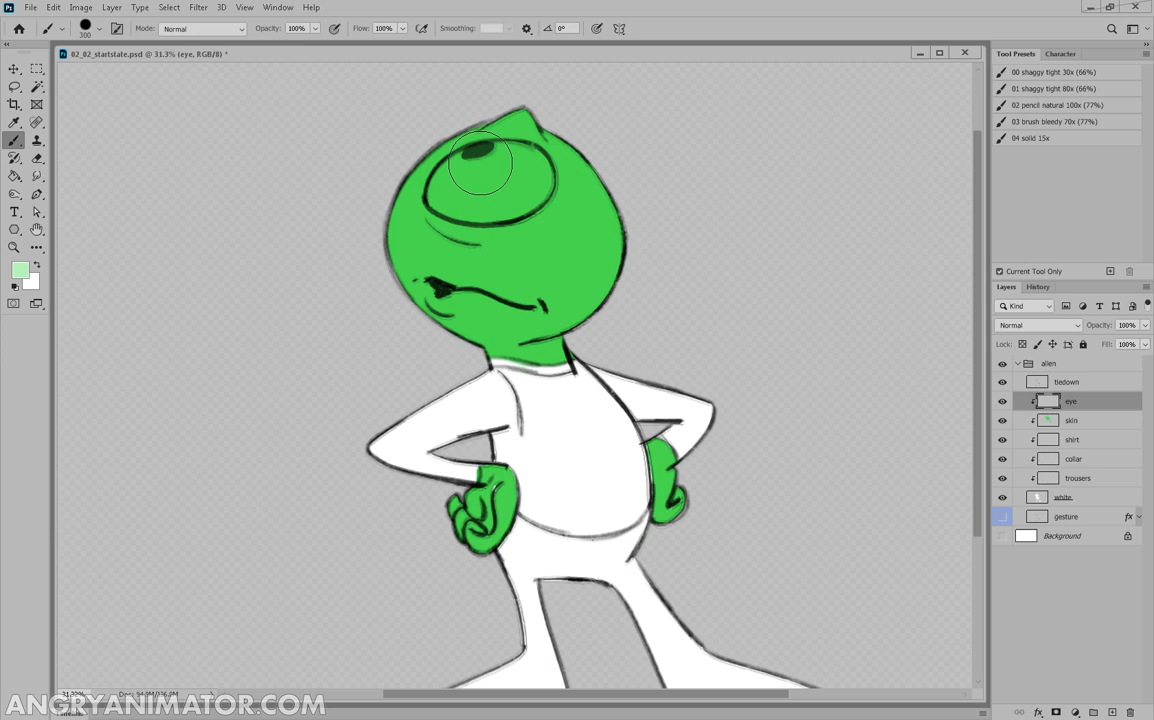 File Edit Image Layer Type Select Filter 3D View Window Help
300 Mode: Normal Opacity: 100% Flow: 100% Smoothing: 0°
02_02_startstate.psd @ 31.3% (eye, RGB/8) *
Tool Presets Character
00 shaggy tight 30x (66%)
01 shaggy tight 80x (66%)
02 pencil natural 100x (77%)
03 brush bleedy 70x (77%)
04 solid 15x
Current Tool Only
Layers History
Kind
Normal Opacity: 100%
Lock: Fill: 100%
allen
tiedown
eye
skin
shirt
collar
trousers
white
gesture fx
Background
ANGRYANIMATOR.COM